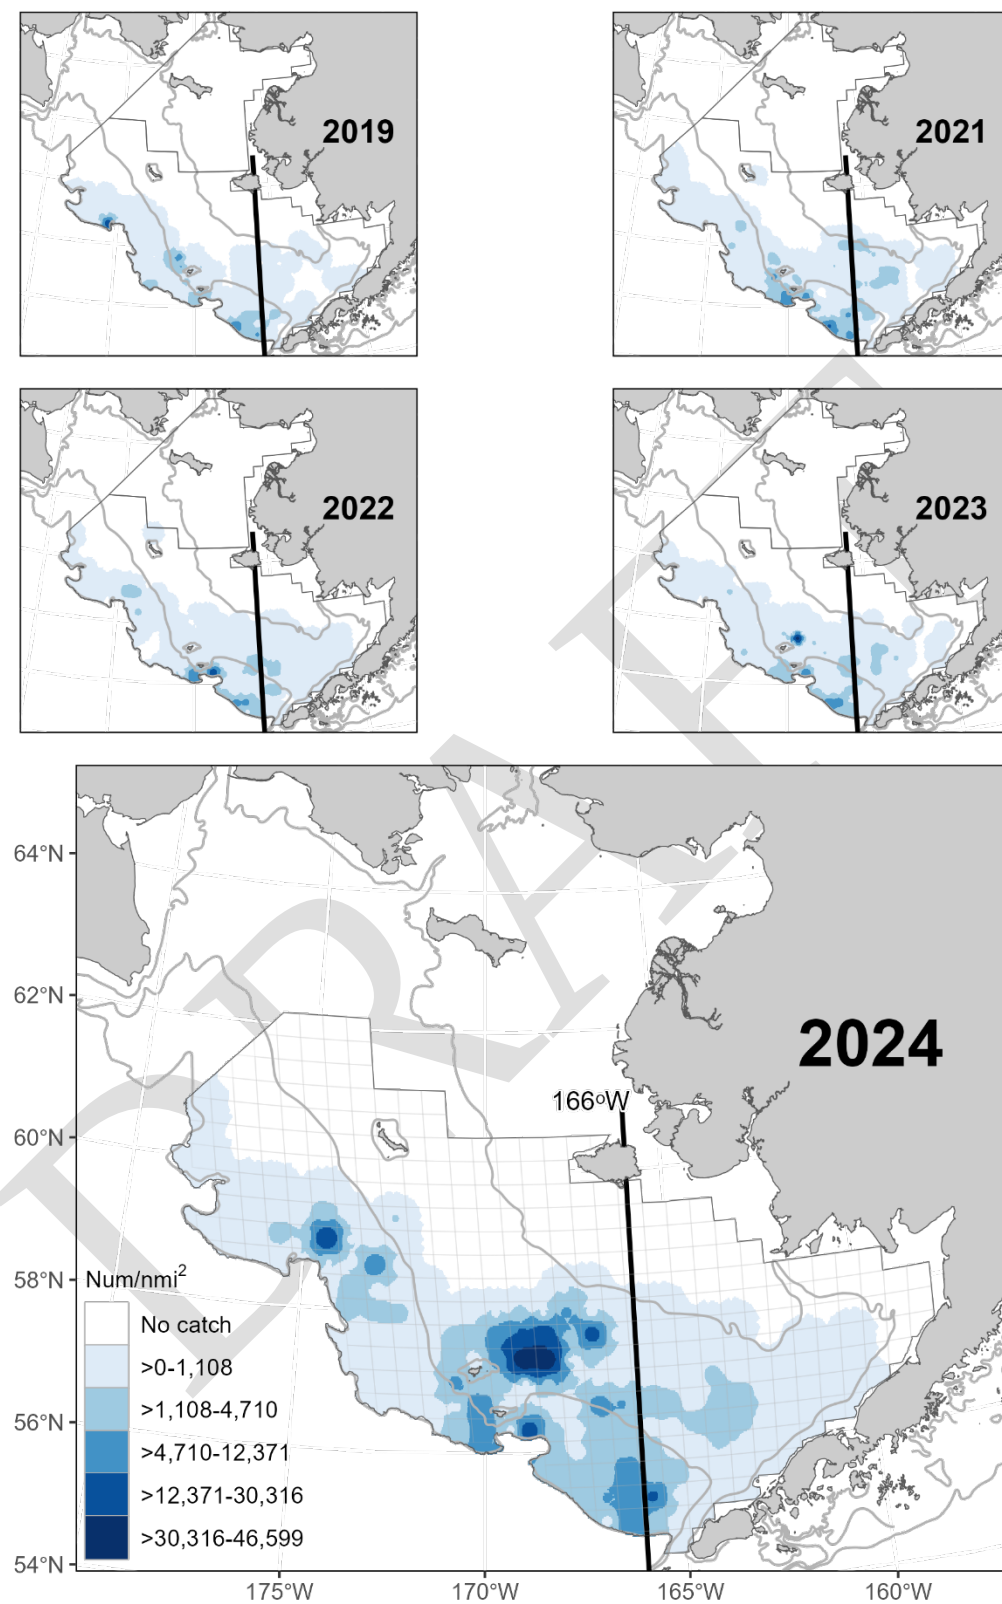 2019
2021
2022
2023
2024
166°W
64°N
62°N
60°N
58°N
56°N
54°N
175°W
170°W
165°W
160°W
Num/nmi²
No catch
>0-1,108
>1,108-4,710
>4,710-12,371
>12,371-30,316
>30,316-46,599
DRAFT